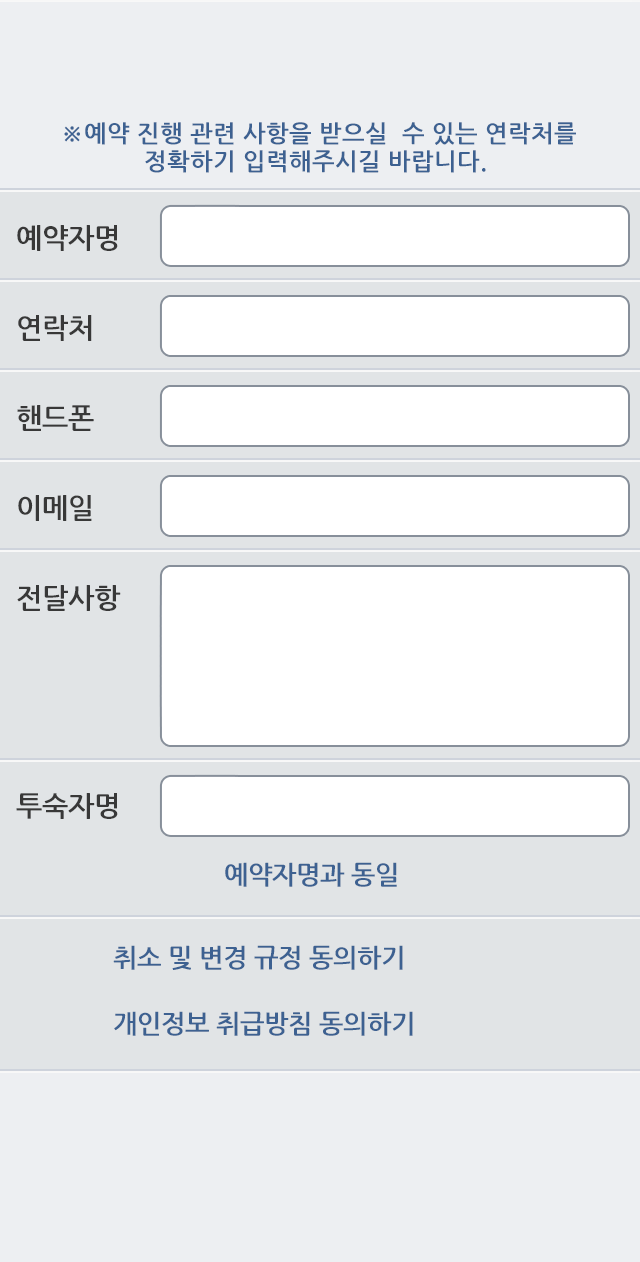 ※예약 진행 관련 사항을 받으실 수 있는 연락처를
정확하기 입력해주시길 바랍니다.
예약자명
연락처
핸드폰
이메일
전달사항
투숙자명
예약자명과 동일
취소 및 변경 규정 동의하기
개인정보 취급방침 동의하기